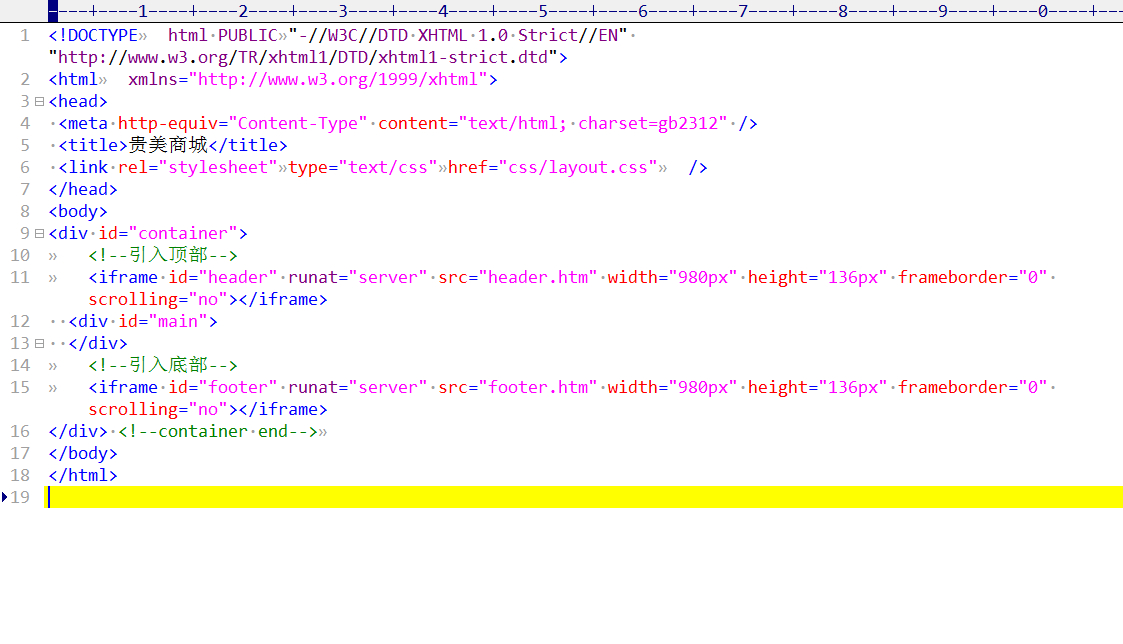 ----+----1----+----2----+----3----+----4----+----5----+----6----+----7----+----8----+----9----+----0----+--
1 <!DOCTYPE» html·PUBLIC»"-//W3C//DTD·XHTML·1.0·Strict//EN"·
"http://www.w3.org/TR/xhtml1/DTD/xhtml1-strict.dtd">
2 <html» xmlns="http://www.w3.org/1999/xhtml">
3 <head>
4 ·<meta·http-equiv="Content-Type"·content="text/html;·charset=gb2312"·/>
5 ·<title>贵美商城</title>
6 ·<link·rel="stylesheet"»type="text/css"»href="css/layout.css"» />
7 </head>
8 <body>
9 <div·id="container">
10 » <!--引入顶部-->
11 » <iframe·id="header"·runat="server"·src="header.htm"·width="980px"·height="136px"·frameborder="0"·
scrolling="no"></iframe>
12 ··<div·id="main">
13 ··</div>
14 » <!--引入底部-->
15 » <iframe·id="footer"·runat="server"·src="footer.htm"·width="980px"·height="136px"·frameborder="0"·
scrolling="no"></iframe>
16 </div>·<!--container·end-->»
17 </body>
18 </html>
19